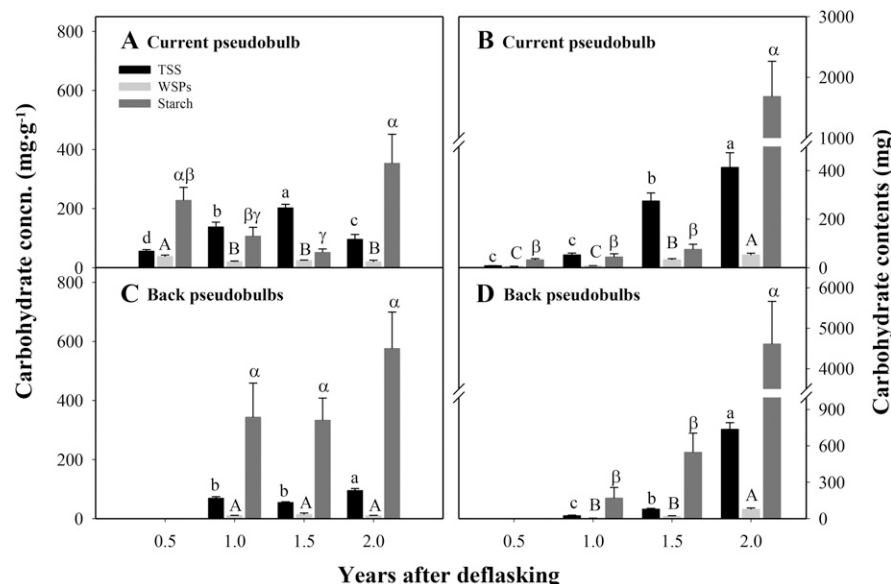 Carbohydrate concn. (mg·g⁻¹)
A Current pseudobulb
TSS
WSPs
Starch
800
600
400
200
0
d A αβ
b B βγ
a B γ
c B α
B Current pseudobulb
3000
2000
1000
400
200
0
c C β
c C β
b B β
a A α
C Back pseudobulbs
800
600
400
200
0
b A α
b A α
a A α
0.5 1.0 1.5 2.0
D Back pseudobulbs
6000
5000
4000
900
600
300
0
c B β
b B β
a A α
0.5 1.0 1.5 2.0
Carbohydrate contents (mg)
Years after deflasking